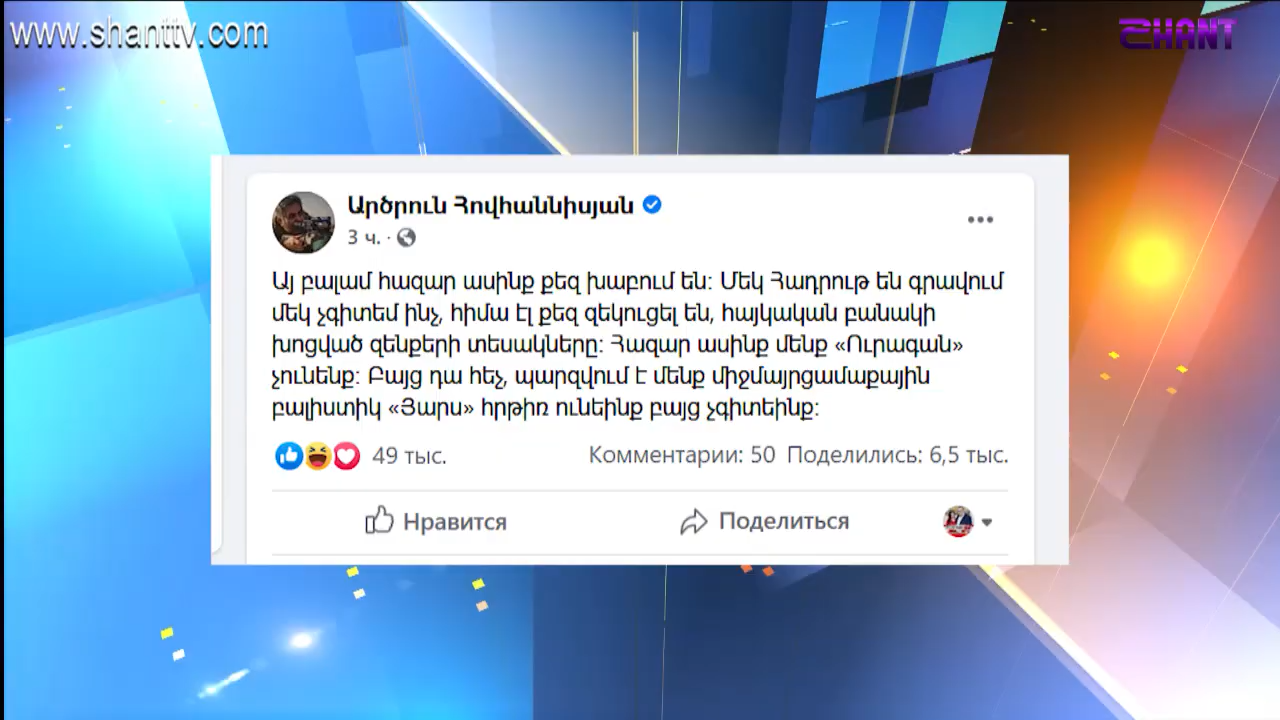 www.shanttv.com
SHANT
Արծրուն Հովհաննիսյան
3 ч. ·
Այ բալամ հազար ասինք քեզ խաբում են։ Մեկ Հադրութ են գրավում
մեկ չգիտեմ ինչ, հիմա էլ քեզ զեկուցել են, հայկական բանակի
խոցված զենքերի տեսակները։ Հազար ասինք մենք «Ուրագան»
չունենք։ Բայց դա հեչ, պարզվում է մենք միջմայրցամաքային
բալիստիկ «Յարս» հրթիռ ունեինք բայց չգիտեինք։
49 тыс.
Комментарии: 50 Поделились: 6,5 тыс.
Нравится
Поделиться